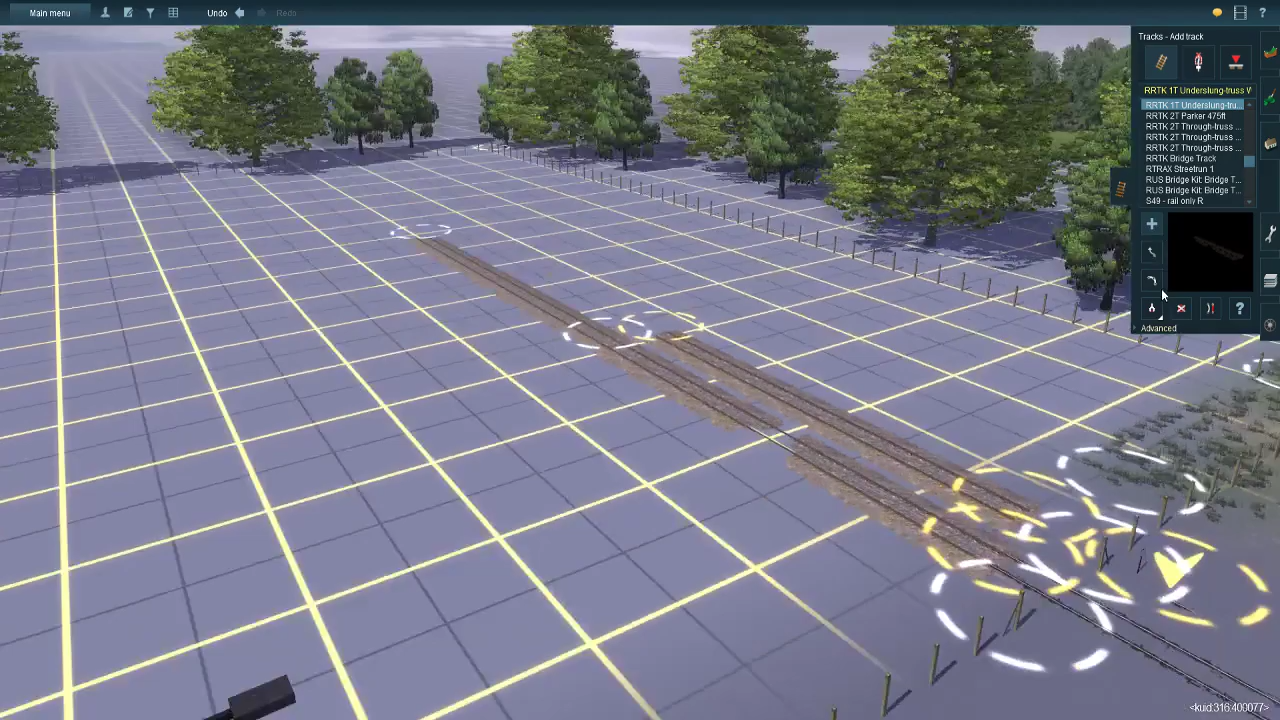 Main menu
Undo
Redo
?
Tracks - Add track
RRTK 1T Underslung-truss W
RRTK 1T Underslung-tru...
RRTK 2T Parker 475ft
RRTK 2T Through-truss ...
RRTK 2T Through-truss ...
RRTK 2T Through-truss ...
RRTK Bridge Track
RTRAX Streetrun 1
RUS Bridge Kit: Bridge T...
RUS Bridge Kit: Bridge T...
S49 - rail only R
?
Advanced
<kuid:316:400077>